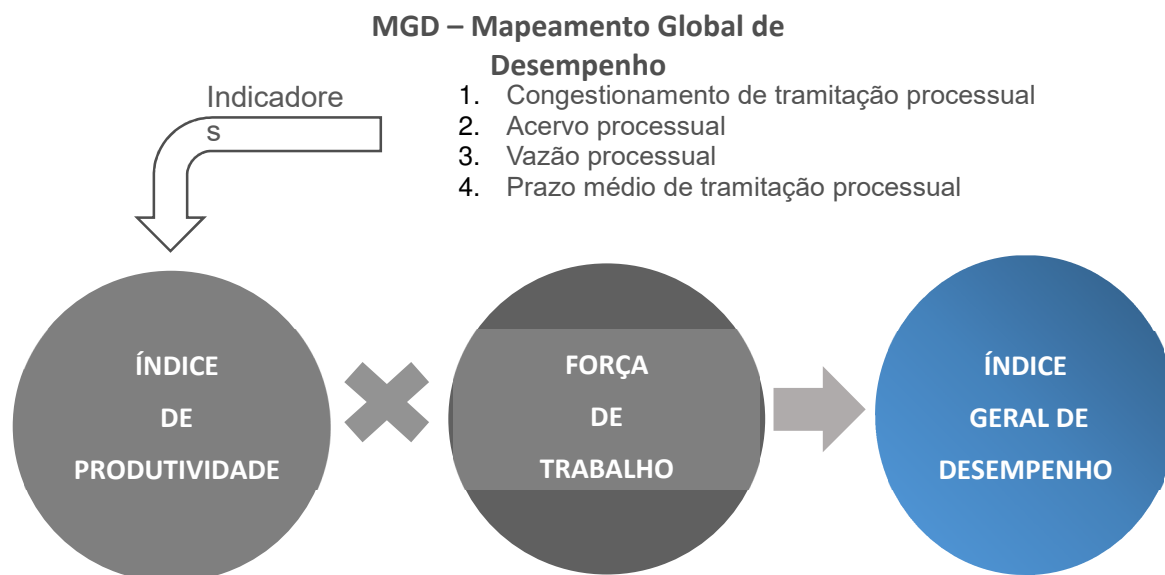 MGD – Mapeamento Global de
Desempenho
Indicadore
s
1. Congestionamento de tramitação processual
2. Acervo processual
3. Vazão processual
4. Prazo médio de tramitação processual
ÍNDICE
DE
PRODUTIVIDADE
FORÇA
DE
TRABALHO
ÍNDICE
GERAL DE
DESEMPENHO